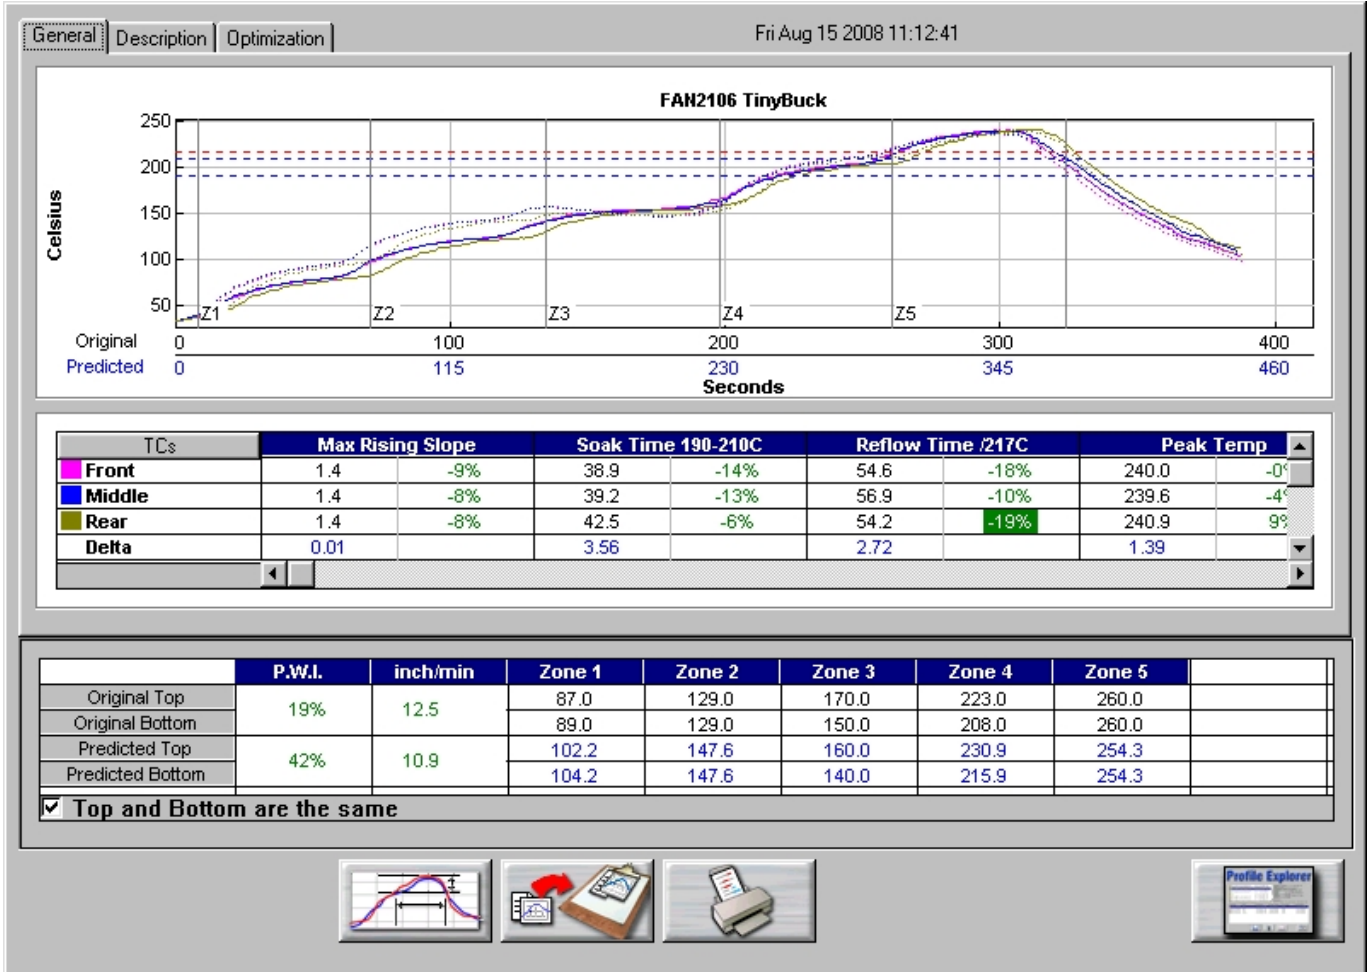 General Description Optimization Fri Aug 15 2008 11:12:41
FAN2106 TinyBuck
250
200
150
100
50
Celsius
Z1 Z2 Z3 Z4 Z5
Original 0 100 200 300 400
Predicted 0 115 230 345 460
Seconds
TCs Max Rising Slope Soak Time 190-210C Reflow Time /217C Peak Temp
Front 1.4 -9% 38.9 -14% 54.6 -18% 240.0 -0
Middle 1.4 -8% 39.2 -13% 56.9 -10% 239.6 -4
Rear 1.4 -8% 42.5 -6% 54.2 -19% 240.9 9
Delta 0.01 3.56 2.72 1.39
P.W.I. inch/min Zone 1 Zone 2 Zone 3 Zone 4 Zone 5
Original Top 19% 12.5 87.0 129.0 170.0 223.0 260.0
Original Bottom 89.0 129.0 150.0 208.0 260.0
Predicted Top 42% 10.9 102.2 147.6 160.0 230.9 254.3
Predicted Bottom 104.2 147.6 140.0 215.9 254.3
Top and Bottom are the same
Profile Explorer